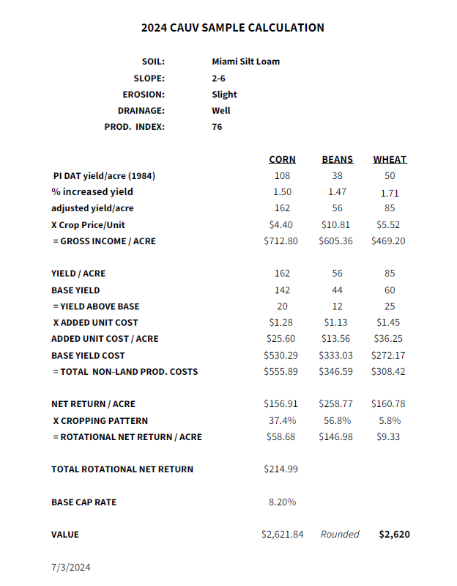 2024 CAUV SAMPLE CALCULATION
SOIL: Miami Silt Loam
SLOPE: 2-6
EROSION: Slight
DRAINAGE: Well
PROD. INDEX: 76
CORN BEANS WHEAT
PI DAT yield/acre (1984) 108 38 50
% increased yield 1.50 1.47 1.71
adjusted yield/acre 162 56 85
X Crop Price/Unit $4.40 $10.81 $5.52
= GROSS INCOME / ACRE $712.80 $605.36 $469.20
YIELD / ACRE 162 56 85
BASE YIELD 142 44 60
= YIELD ABOVE BASE 20 12 25
X ADDED UNIT COST $1.28 $1.13 $1.45
ADDED UNIT COST / ACRE $25.60 $13.56 $36.25
BASE YIELD COST $530.29 $333.03 $272.17
= TOTAL NON-LAND PROD. COSTS $555.89 $346.59 $308.42
NET RETURN / ACRE $156.91 $258.77 $160.78
X CROPPING PATTERN 37.4% 56.8% 5.8%
= ROTATIONAL NET RETURN / ACRE $58.68 $146.98 $9.33
TOTAL ROTATIONAL NET RETURN $214.99
BASE CAP RATE 8.20%
VALUE $2,621.84 Rounded $2,620
7/3/2024